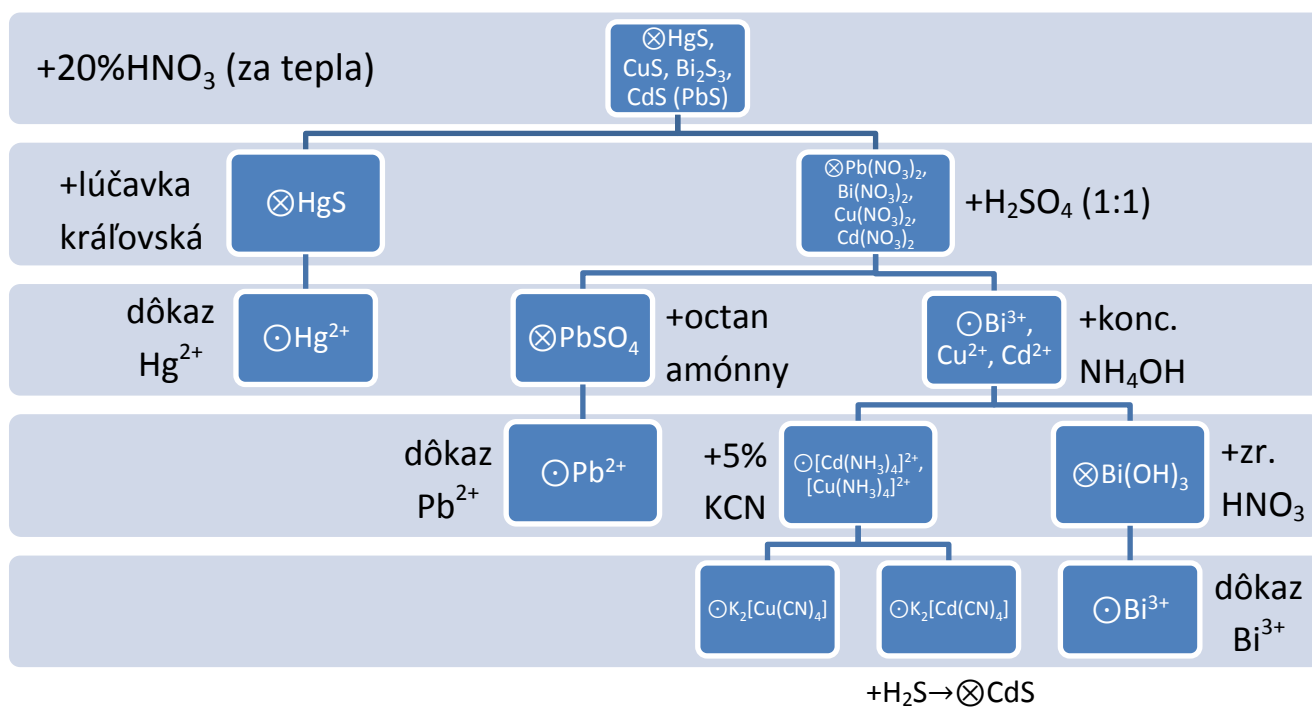 +20%HNO₃ (za tepla)
⊗HgS,
CuS, Bi₂S₃,
CdS (PbS)
+lúčavka
kráľovská
⊗HgS
⊗Pb(NO₃)₂,
Bi(NO₃)₂,
Cu(NO₃)₂,
Cd(NO₃)₂
+H₂SO₄ (1:1)
dôkaz
Hg²⁺
⊙Hg²⁺
⊗PbSO₄
+octan
amónny
⊙Bi³⁺,
Cu²⁺, Cd²⁺
+konc.
NH₄OH
dôkaz
Pb²⁺
⊙Pb²⁺
+5%
KCN
⊙[Cd(NH₃)₄]²⁺,
[Cu(NH₃)₄]²⁺
⊗Bi(OH)₃
+zr.
HNO₃
⊙K₂[Cu(CN)₄]
⊙K₂[Cd(CN)₄]
⊙Bi³⁺
dôkaz
Bi³⁺
+H₂S→⊗CdS